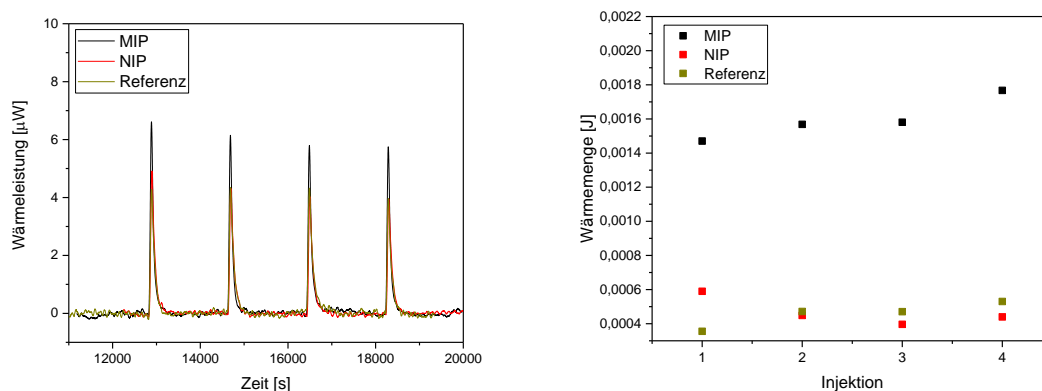 Wärmeleistung [µW]
10
8
6
4
2
0
MIP
NIP
Referenz
12000 14000 16000 18000 20000
Zeit [s]
Wärmemenge [J]
0,0022
0,0020
0,0018
0,0016
0,0014
0,0012
0,0010
0,0008
0,0006
0,0004
MIP
NIP
Referenz
1 2 3 4
Injektion